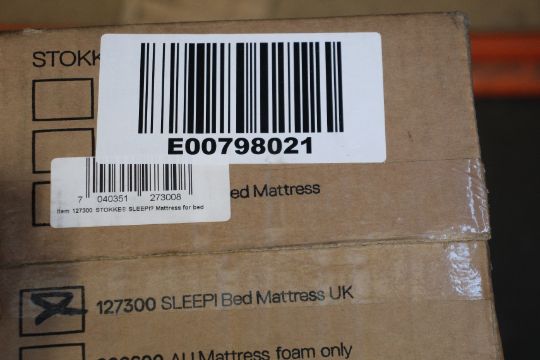 STOKK
E00798021
7 040351 273008
Item 127300 STOKKE® SLEEPI? Mattress for bed
ed Mattress
127300 SLEEPI Bed Mattress UK
AU Mattress foam only